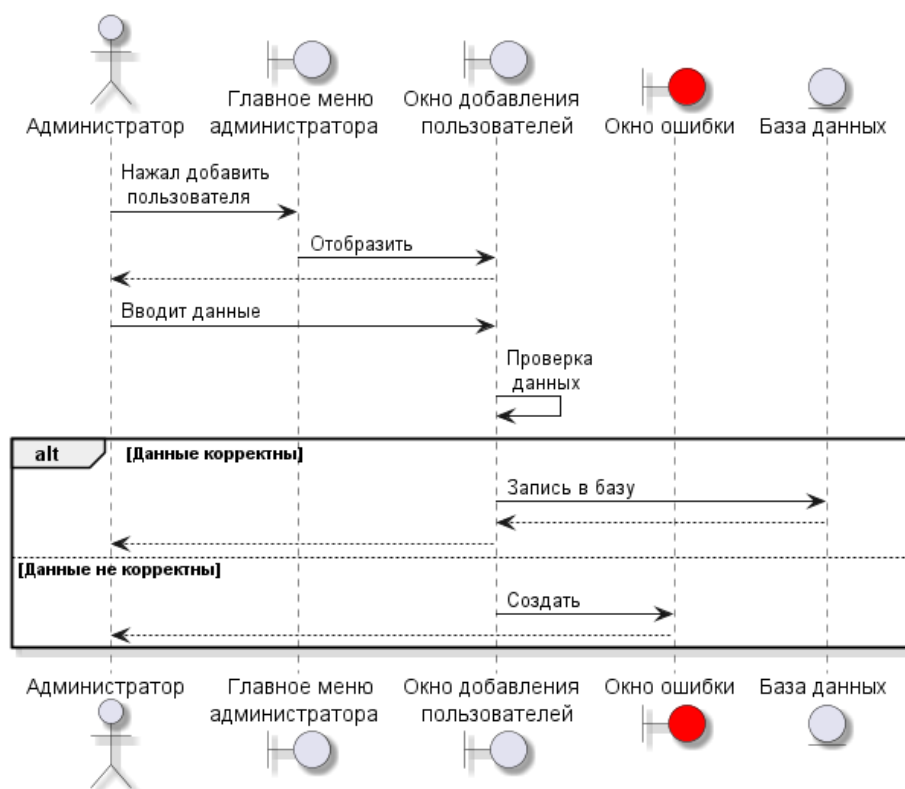 Администратор
Главное меню
администратора
Окно добавления
пользователей
Окно ошибки
База данных
Нажал добавить
пользователя
Отобразить
Вводит данные
Проверка
данных
alt
[Данные корректны]
Запись в базу
[Данные не корректны]
Создать
Администратор
Главное меню
администратора
Окно добавления
пользователей
Окно ошибки
База данных